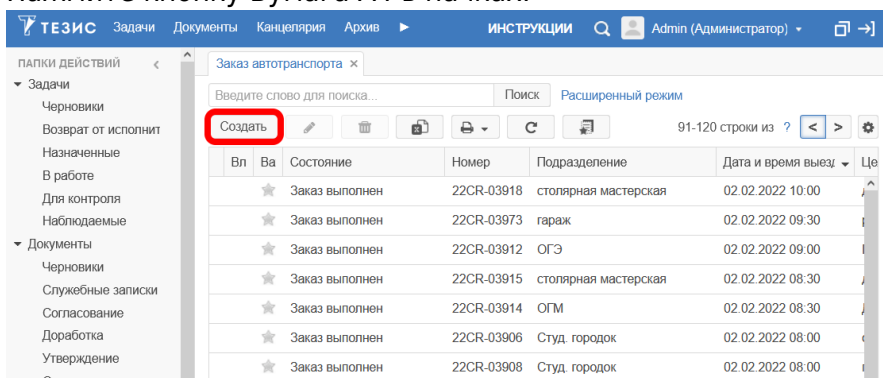 ТЕЗИС Задачи Документы Канцелярия Архив ИНСТРУКЦИИ Admin (Администратор)
ПАПКИ ДЕЙСТВИЙ
Заказ автотранспорта ×
Задачи
Черновики
Возврат от исполнит
Назначенные
В работе
Для контроля
Наблюдаемые
Документы
Черновики
Служебные записки
Согласование
Доработка
Утверждение
Введите слово для поиска... Поиск Расширенный режим
Создать 91-120 строки из ? < >
Вл Ва Состояние Номер Подразделение Дата и время выезд Це
Заказ выполнен 22CR-03918 столярная мастерская 02.02.2022 10:00
Заказ выполнен 22CR-03973 гараж 02.02.2022 09:30
Заказ выполнен 22CR-03912 ОГЭ 02.02.2022 09:00
Заказ выполнен 22CR-03915 столярная мастерская 02.02.2022 08:30
Заказ выполнен 22CR-03914 ОГМ 02.02.2022 08:30
Заказ выполнен 22CR-03906 Студ. городок 02.02.2022 08:00
Заказ выполнен 22CR-03908 Студ. городок 02.02.2022 08:00